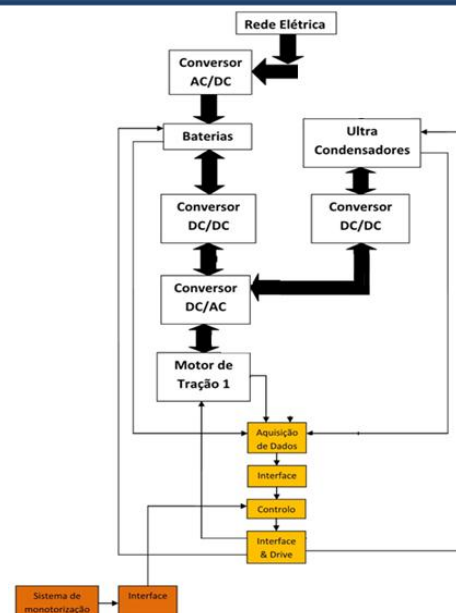 Rede Elétrica
Conversor
AC/DC
Baterias
Ultra
Condensadores
Conversor
DC/DC
Conversor
DC/DC
Conversor
DC/AC
Motor de
Tração 1
Aquisição
de Dados
Interface
Controlo
Interface
& Drive
Sistema de
monotorização
Interface